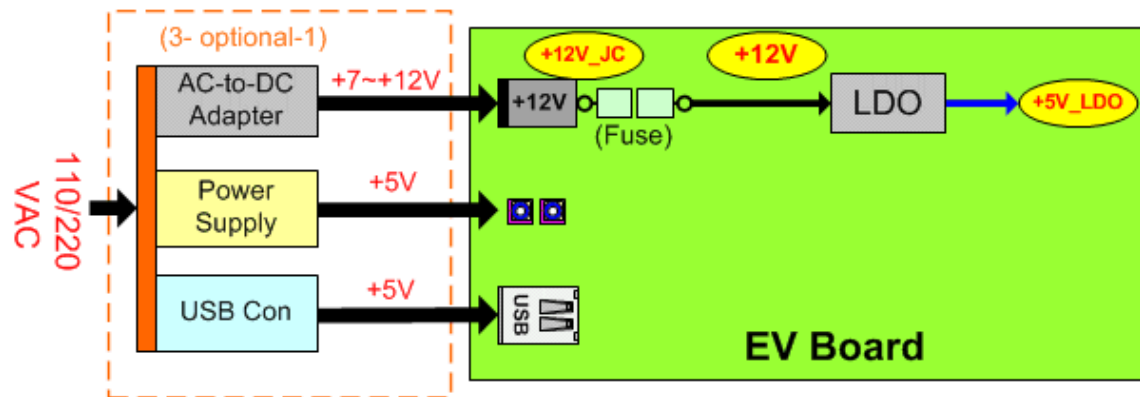 (3- optional-1)
110/220
VAC
AC-to-DC
Adapter
+7~+12V
Power
Supply
+5V
USB Con
+5V
+12V_JC
+12V
(Fuse)
+12V
LDO
+5V_LDO
USB
EV Board